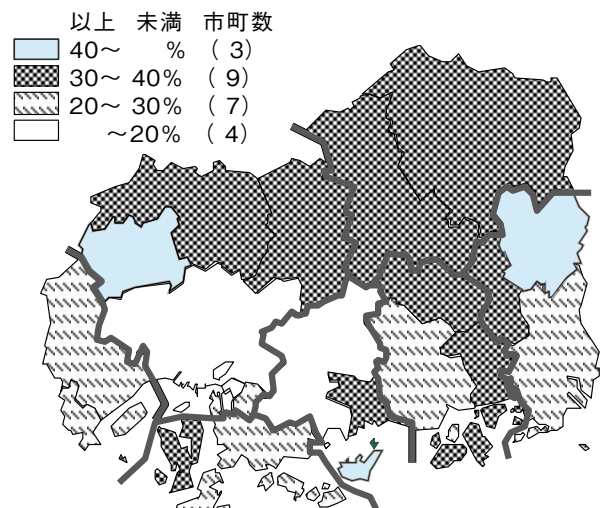 以上 未満 市町数
40～ % （ 3）
30～ 40% （ 9）
20～ 30% （ 7）
～20% （ 4）